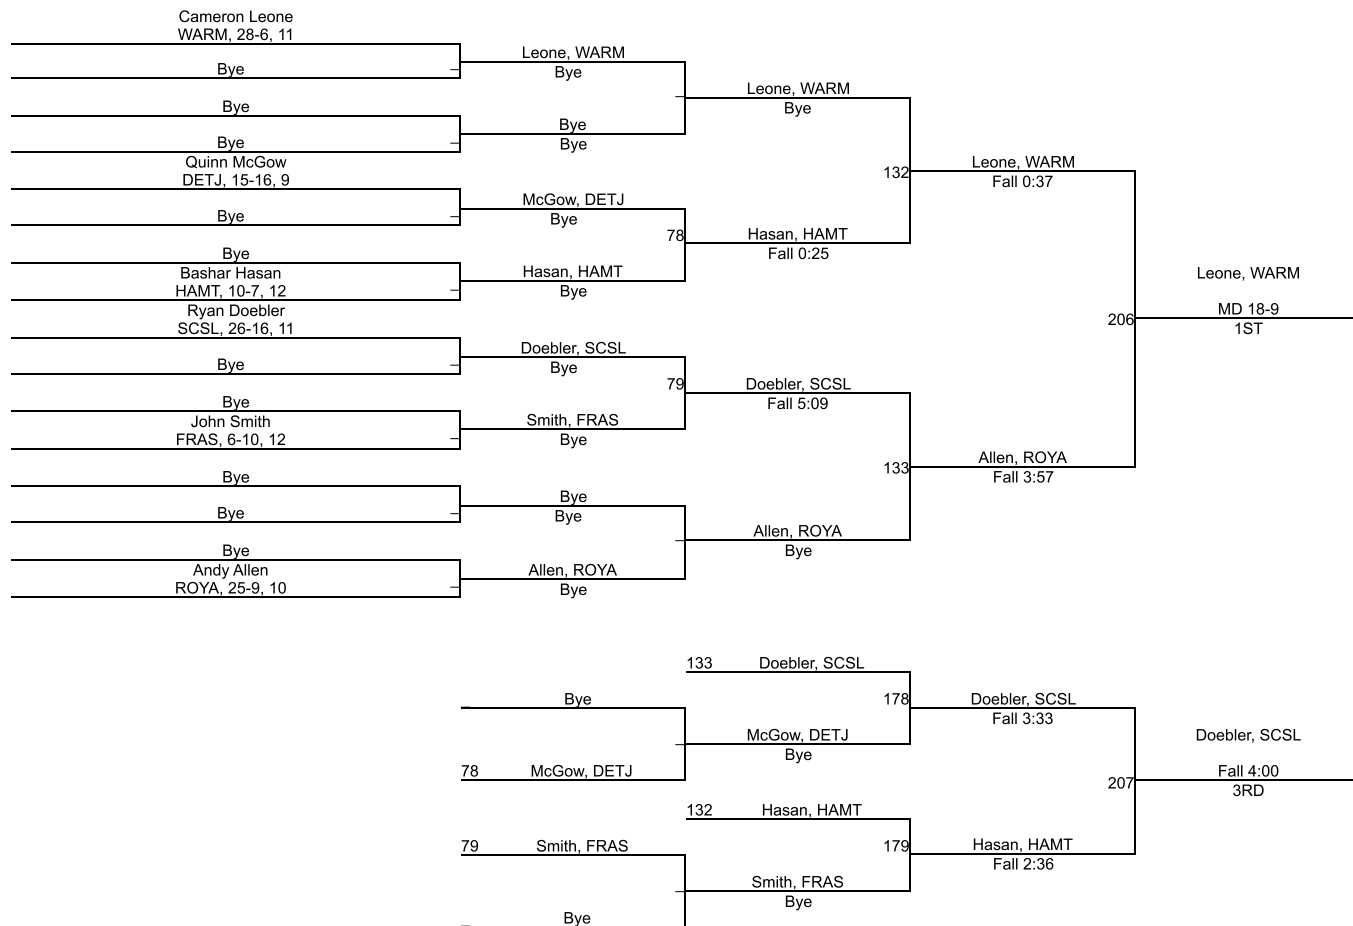 Cameron Leone
WARM, 28-6, 11
Bye
Bye
Bye
Quinn McGow
DETJ, 15-16, 9
Bye
Bye
Bashar Hasan
HAMT, 10-7, 12
Ryan Doebler
SCSL, 26-16, 11
Bye
Bye
John Smith
FRAS, 6-10, 12
Bye
Bye
Bye
Andy Allen
ROYA, 25-9, 10
Leone, WARM
Bye
Bye
Bye
McGow, DETJ
Bye
78
Hasan, HAMT
Bye
Doebler, SCSL
Bye
79
Smith, FRAS
Bye
Bye
Bye
Allen, ROYA
Bye
Leone, WARM
Bye
132
Hasan, HAMT
Fall 0:25
Doebler, SCSL
Fall 5:09
133
Allen, ROYA
Bye
Leone, WARM
Fall 0:37
206
Allen, ROYA
Fall 3:57
Leone, WARM
MD 18-9
1ST
Bye
78 McGow, DETJ
79 Smith, FRAS
Bye
133 Doebler, SCSL
178
McGow, DETJ
Bye
132 Hasan, HAMT
179
Smith, FRAS
Bye
Doebler, SCSL
Fall 3:33
207
Hasan, HAMT
Fall 2:36
Doebler, SCSL
Fall 4:00
3RD